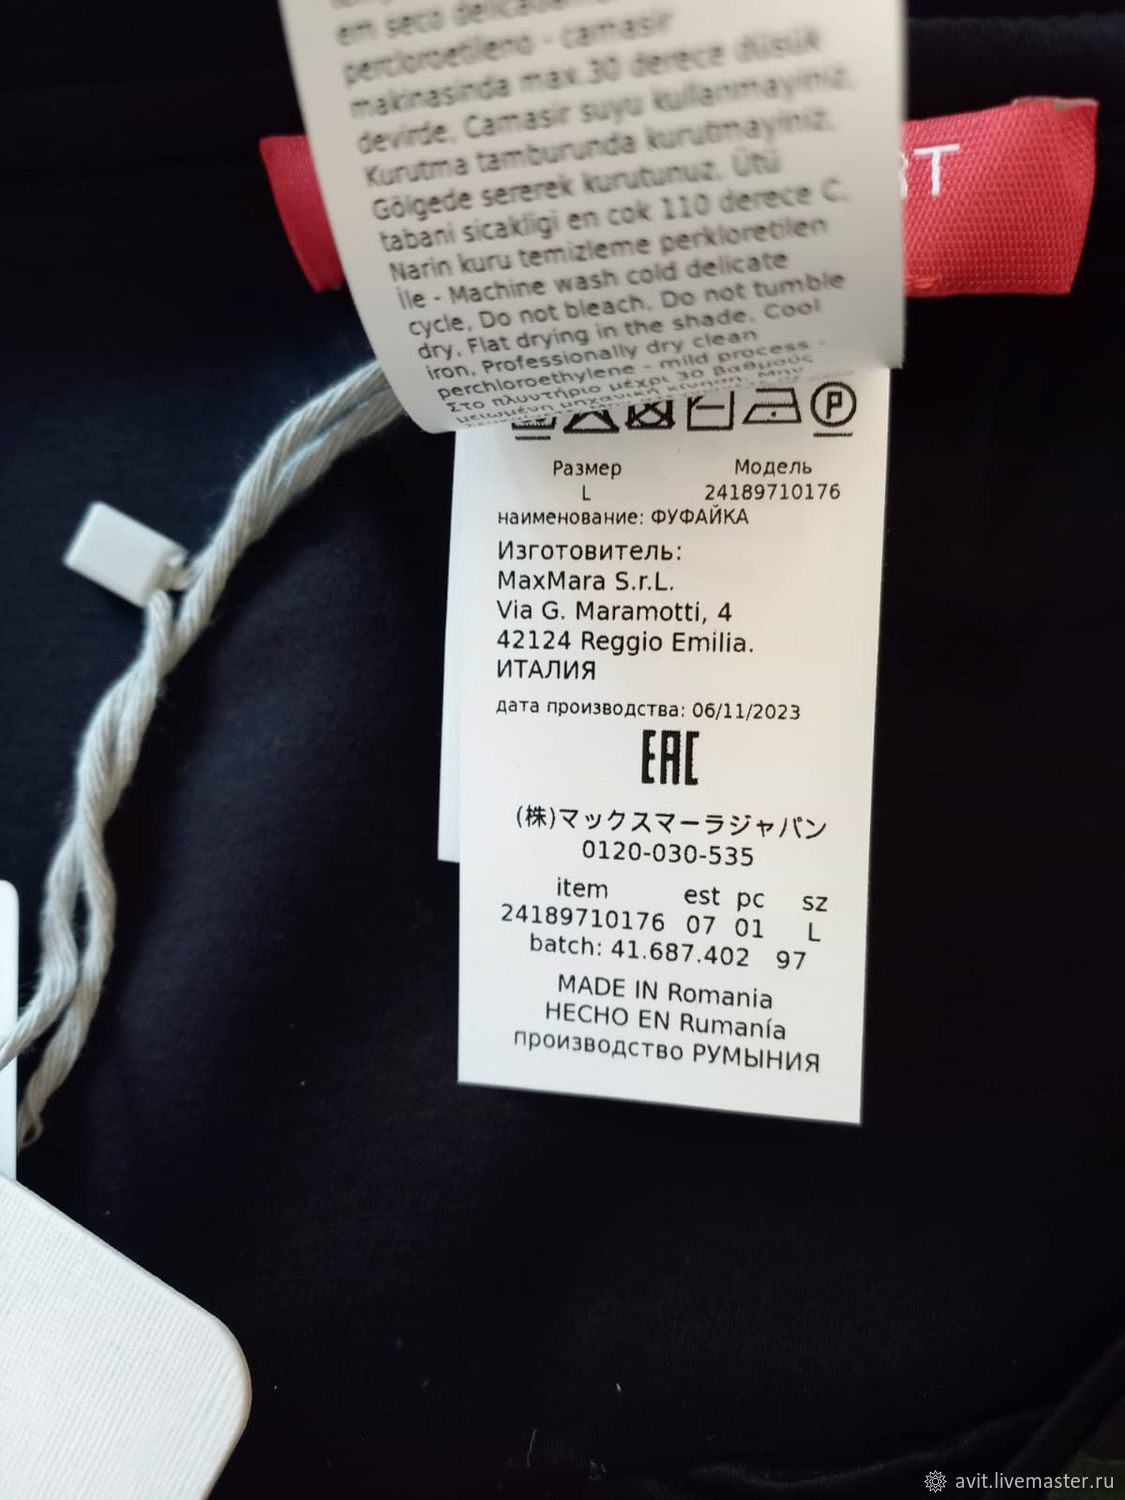 em seco
percloroetileno - camasir
makinasinda max.30 derece düsük
devirde, Camasir suyu kullanmayiniz.
Kurutma tamburunda kurutmayiniz.
Gölgede sererek kurutunuz. Ütü
tabani sicakligi en cok 110 derece C.
Narin kuru temizleme perkloretilen
İle - Machine wash cold delicate
cycle, Do not bleach, Do not tumble
dry, Flat drying in the shade, Cool
iron, Professionally dry clean
perchloroethylene - mild process -
Στο πλυντήριο μέχρι 30 βαθμούς
μειωμένη μηχανική κίνηση, Μην
RT
P
Размер Модель
L 24189710176
наименование: ФУФАЙКА
Изготовитель:
MaxMara S.r.L.
Via G. Maramotti, 4
42124 Reggio Emilia.
ИТАЛИЯ
дата производства: 06/11/2023
EAC
(株)マックスマーラジャパン
0120-030-535
item est pc sz
24189710176 07 01 L
batch: 41.687.402 97
MADE IN Romania
HECHO EN Rumanía
производство РУМЫНИЯ
avit.livemaster.ru